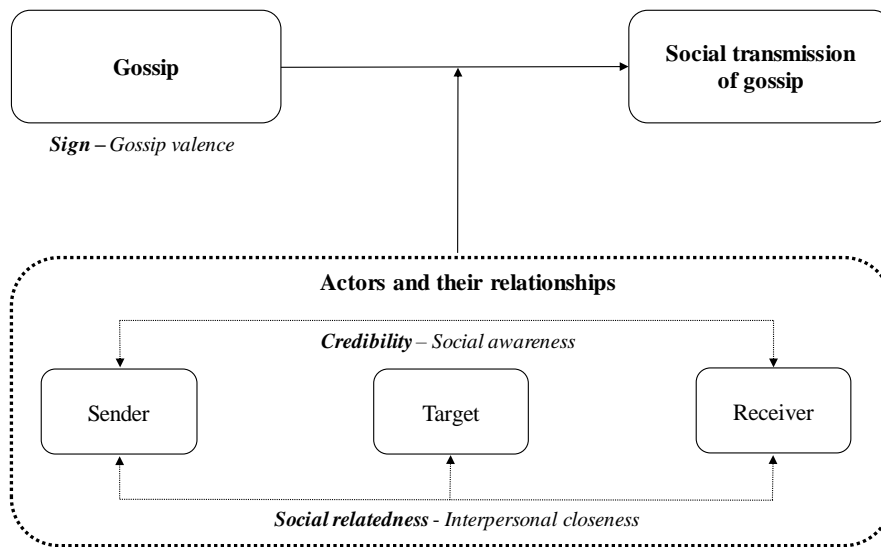 Gossip
Social transmission
of gossip
Sign – Gossip valence
Actors and their relationships
Credibility – Social awareness
Sender
Target
Receiver
Social relatedness - Interpersonal closeness